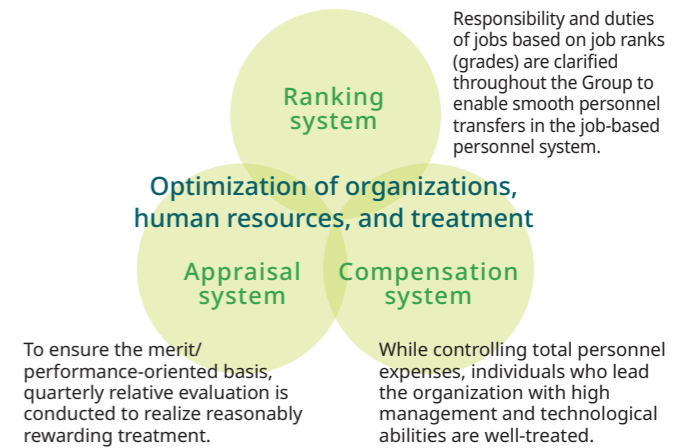 Responsibility and duties
of jobs based on job ranks
(grades) are clarified
throughout the Group to
enable smooth personnel
transfers in the job-based
personnel system.
Ranking
system
Optimization of organizations,
human resources, and treatment
Appraisal
system
Compensation
system
To ensure the merit/
performance-oriented basis,
quarterly relative evaluation is
conducted to realize reasonably
rewarding treatment.
While controlling total personnel
expenses, individuals who lead
the organization with high
management and technological
abilities are well-treated.